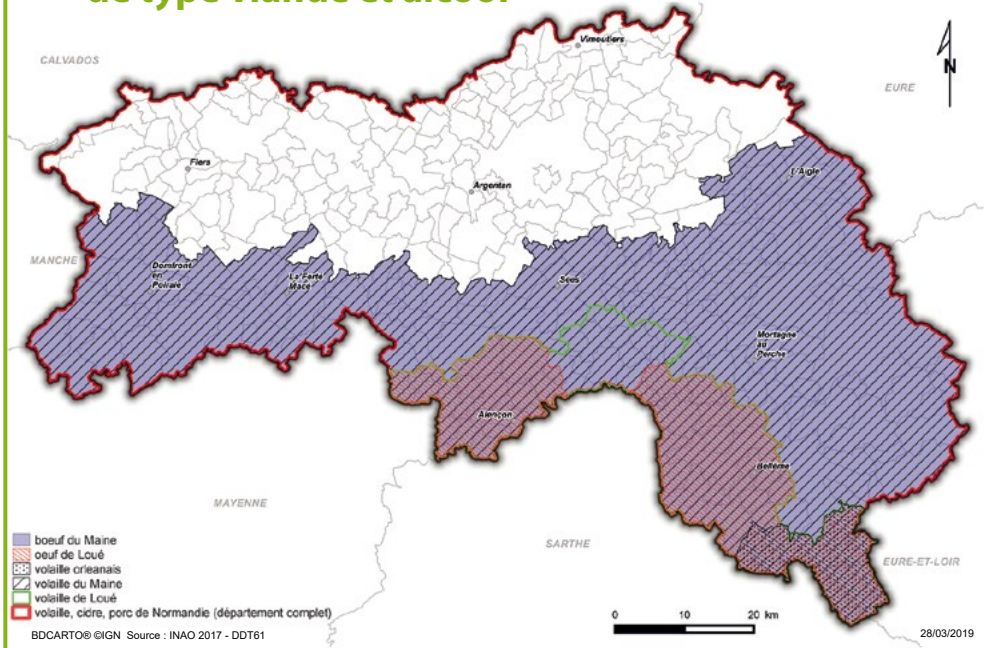 de type viande et alcool
Vimoutiers
CALVADOS
N
EURE
Flers
L'Aigle
Argentan
MANCHE
Domfront
en
Poiraie
La Ferté
Macé
Sées
Mortagne
au
Perche
Alençon
Bellême
MAYENNE
SARTHE
EURE-ET-LOIR
boeuf du Maine
oeuf de Loué
volaille orleanais
volaille du Maine
volaille de Loué
volaille, cidre, porc de Normandie (département complet)
0 10 20 km
BDCARTO® ©IGN Source : INAO 2017 - DDT61
28/03/2019